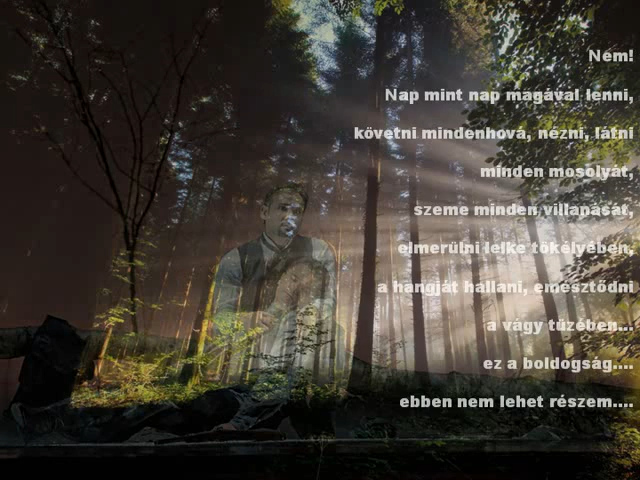 Nem!
Nap mint nap magával lenni,
követni mindenhová, nézni, látni
minden mosolyát,
szeme minden villanását,
elmerülni lelke tökélyében,
a hangját hallani, emésztődni
a vágy tüzében...
ez a boldogság....
ebben nem lehet részem....